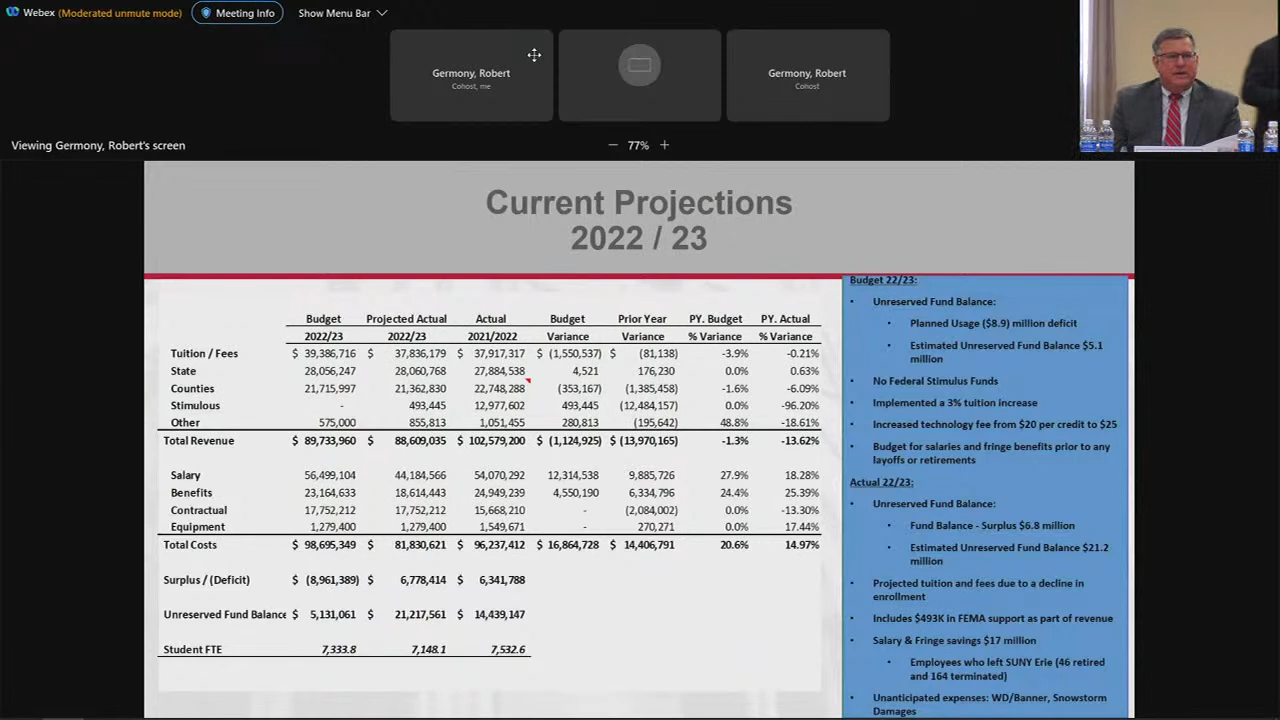 Webex (Moderated unmute mode) Meeting Info Show Menu Bar
Germony, Robert
Cohost, me
Germony, Robert
Cohost
Viewing Germony, Robert's screen
77%
Current Projections
2022 / 23
Budget Projected Actual Actual Budget Prior Year PY. Budget PY. Actual
2022/23 2022/23 2021/2022 Variance Variance % Variance % Variance
Tuition / Fees $ 39,386,716 $ 37,836,179 $ 37,917,317 $ (1,550,537) $ (81,138) -3.9% -0.21%
State 28,056,247 28,060,768 27,884,538 4,521 176,230 0.0% 0.63%
Counties 21,715,997 21,362,830 22,748,288 (353,167) (1,385,458) -1.6% -6.09%
Stimulous - 493,445 12,977,602 493,445 (12,484,157) 0.0% -96.20%
Other 575,000 855,813 1,051,455 280,813 (195,642) 48.8% -18.61%
Total Revenue $ 89,733,960 $ 88,609,035 $ 102,579,200 $ (1,124,925) $ (13,970,165) -1.3% -13.62%
Salary 56,499,104 44,184,566 54,070,292 12,314,538 9,885,726 27.9% 18.28%
Benefits 23,164,633 18,614,443 24,949,239 4,550,190 6,334,796 24.4% 25.39%
Contractual 17,752,212 17,752,212 15,668,210 - (2,084,002) 0.0% -13.30%
Equipment 1,279,400 1,279,400 1,549,671 - 270,271 0.0% 17.44%
Total Costs $ 98,695,349 $ 81,830,621 $ 96,237,412 $ 16,864,728 $ 14,406,791 20.6% 14.97%
Surplus / (Deficit) $ (8,961,389) $ 6,778,414 $ 6,341,788
Unreserved Fund Balance $ 5,131,061 $ 21,217,561 $ 14,439,147
Student FTE 7,333.8 7,148.1 7,532.6
Budget 22/23:
• Unreserved Fund Balance:
• Planned Usage ($8.9) million deficit
• Estimated Unreserved Fund Balance $5.1
million
• No Federal Stimulus Funds
• Implemented a 3% tuition increase
• Increased technology fee from $20 per credit to $25
• Budget for salaries and fringe benefits prior to any
layoffs or retirements
Actual 22/23:
• Unreserved Fund Balance:
• Fund Balance - Surplus $6.8 million
• Estimated Unreserved Fund Balance $21.2
million
• Projected tuition and fees due to a decline in
enrollment
• Includes $493K in FEMA support as part of revenue
• Salary & Fringe savings $17 million
• Employees who left SUNY Erie (46 retired
and 164 terminated)
• Unanticipated expenses: WD/Banner, Snowstorm
Damages